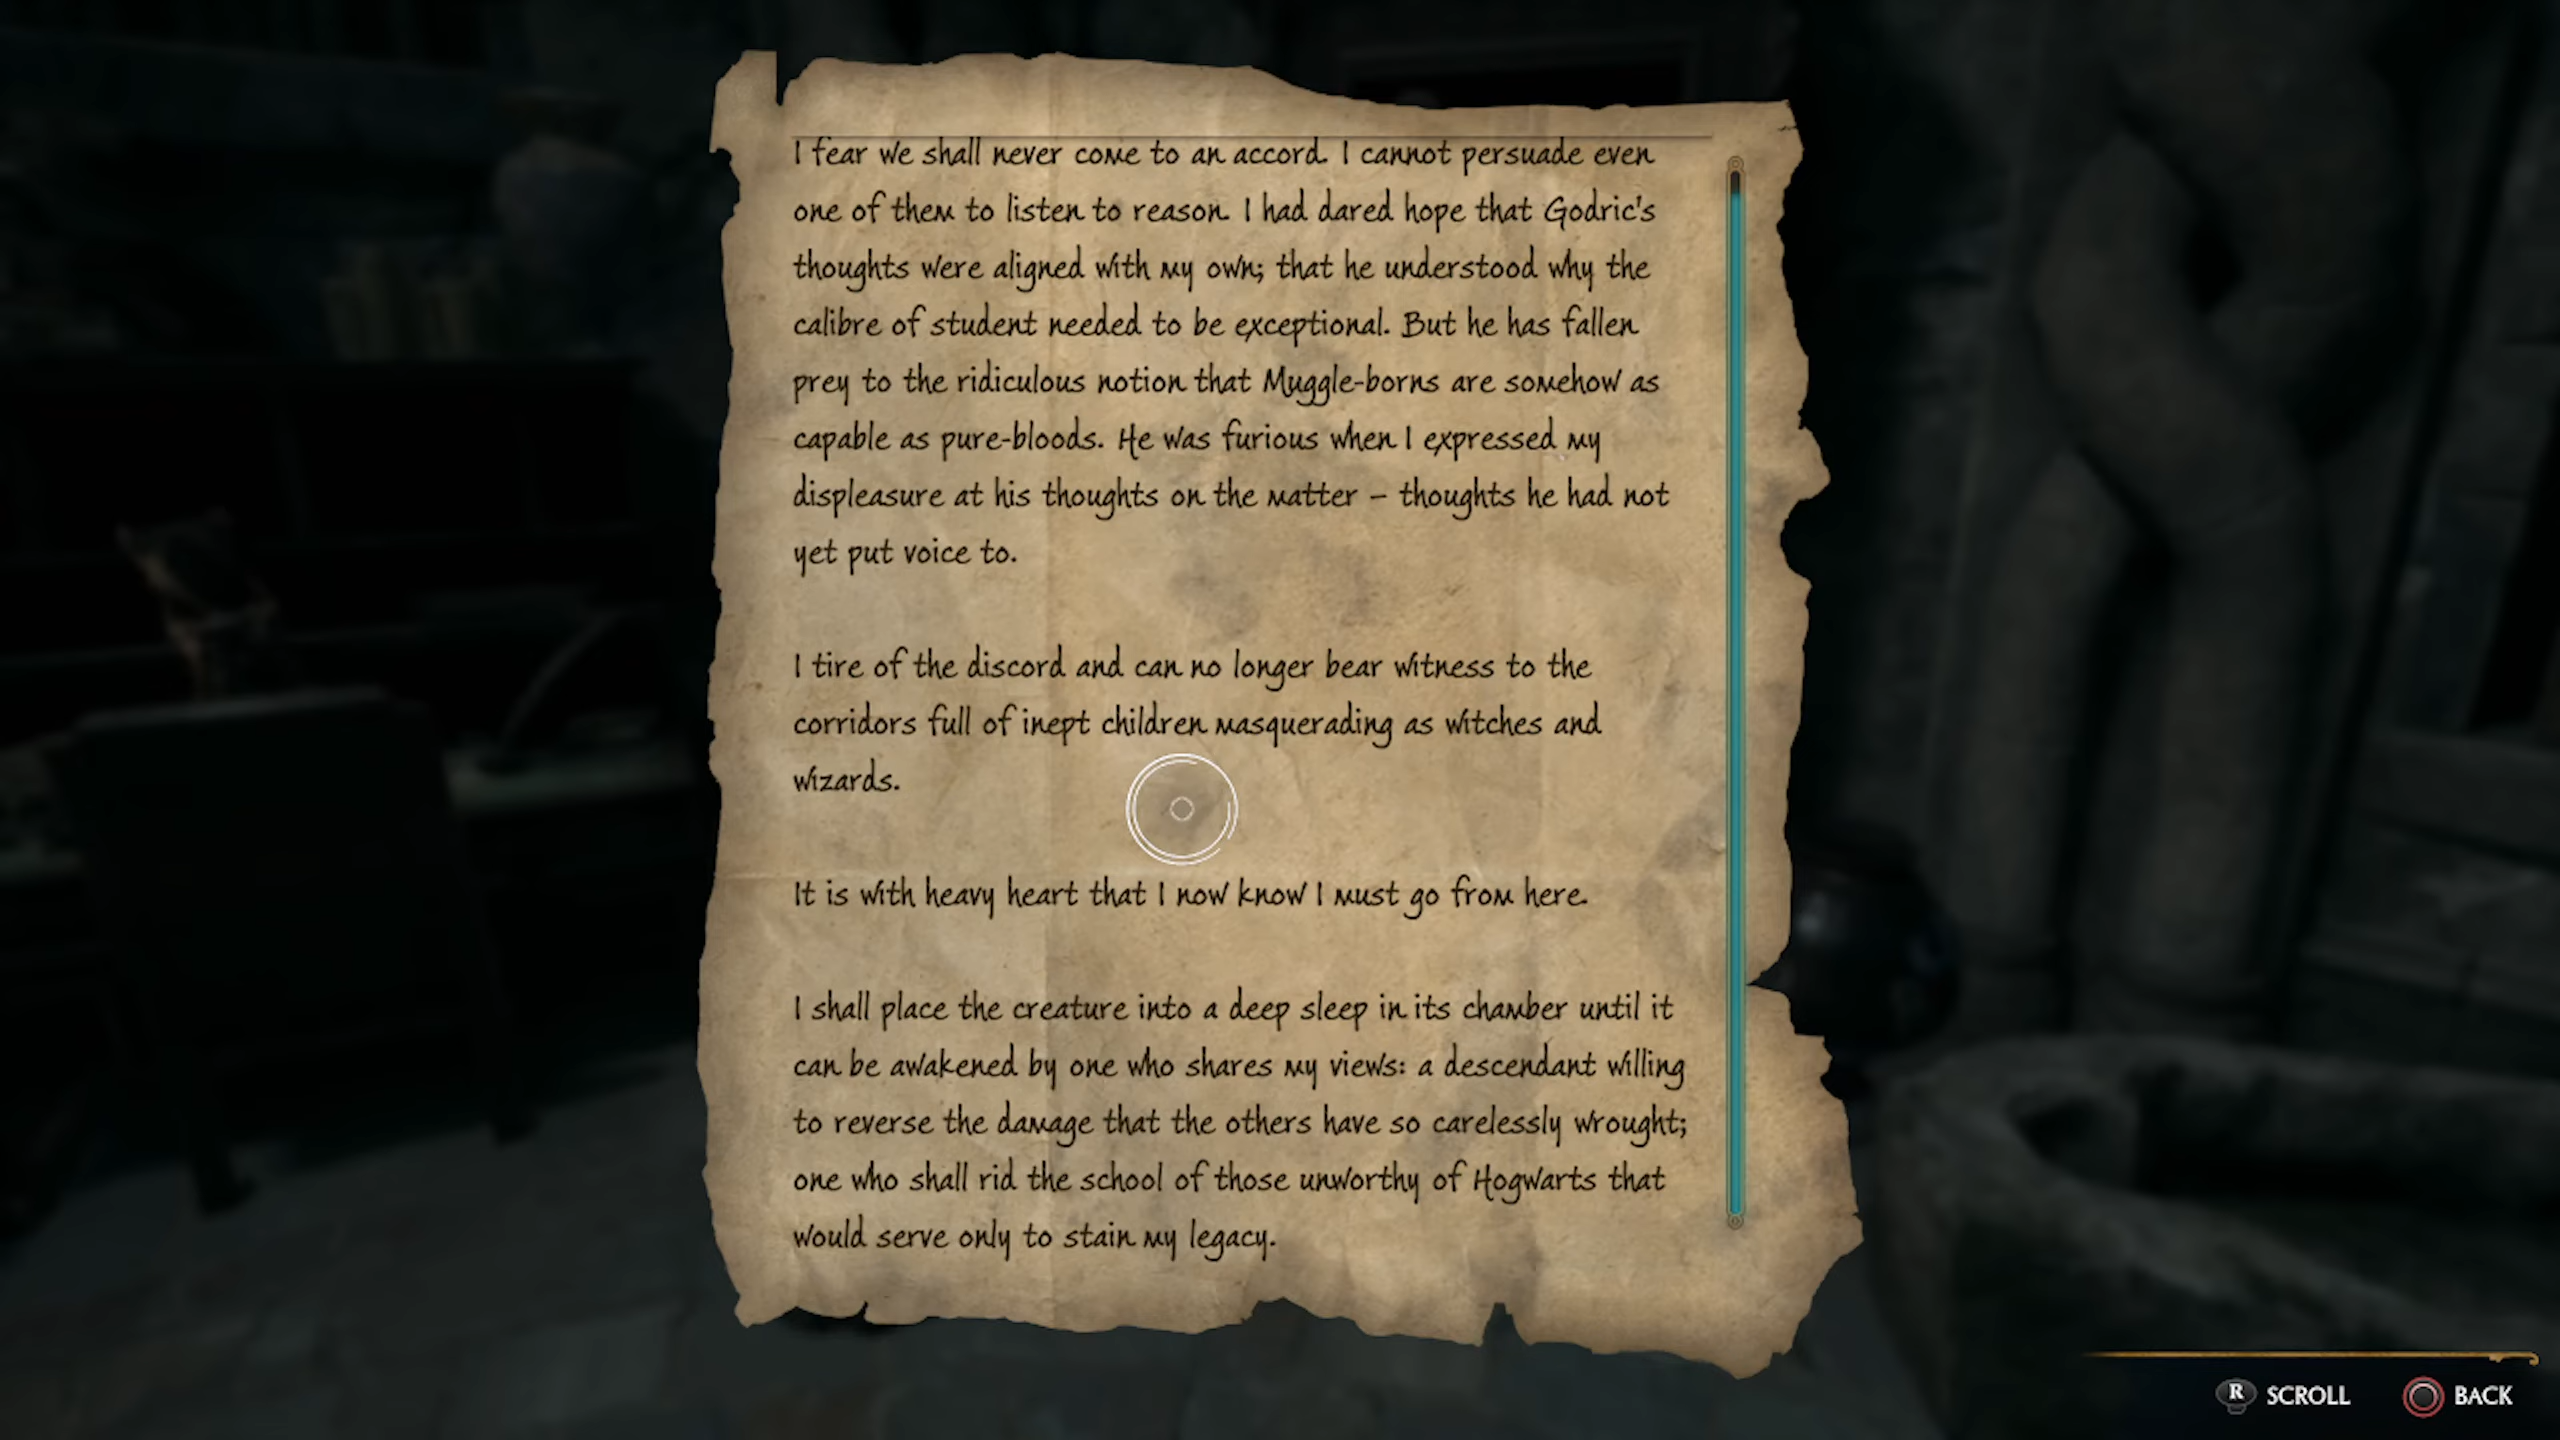 I fear we shall never come to an accord. I cannot persuade even
one of them to listen to reason. I had dared hope that Godric's
thoughts were aligned with my own; that he understood why the
calibre of student needed to be exceptional. But he has fallen
prey to the ridiculous notion that Muggle-borns are somehow as
capable as pure-bloods. He was furious when I expressed my
displeasure at his thoughts on the matter – thoughts he had not
yet put voice to.
I tire of the discord and can no longer bear witness to the
corridors full of inept children masquerading as witches and
wizards.
It is with heavy heart that I now know I must go from here.
I shall place the creature into a deep sleep in its chamber until it
can be awakened by one who shares my views: a descendant willing
to reverse the damage that the others have so carelessly wrought;
one who shall rid the school of those unworthy of Hogwarts that
would serve only to stain my legacy.
R SCROLL
BACK